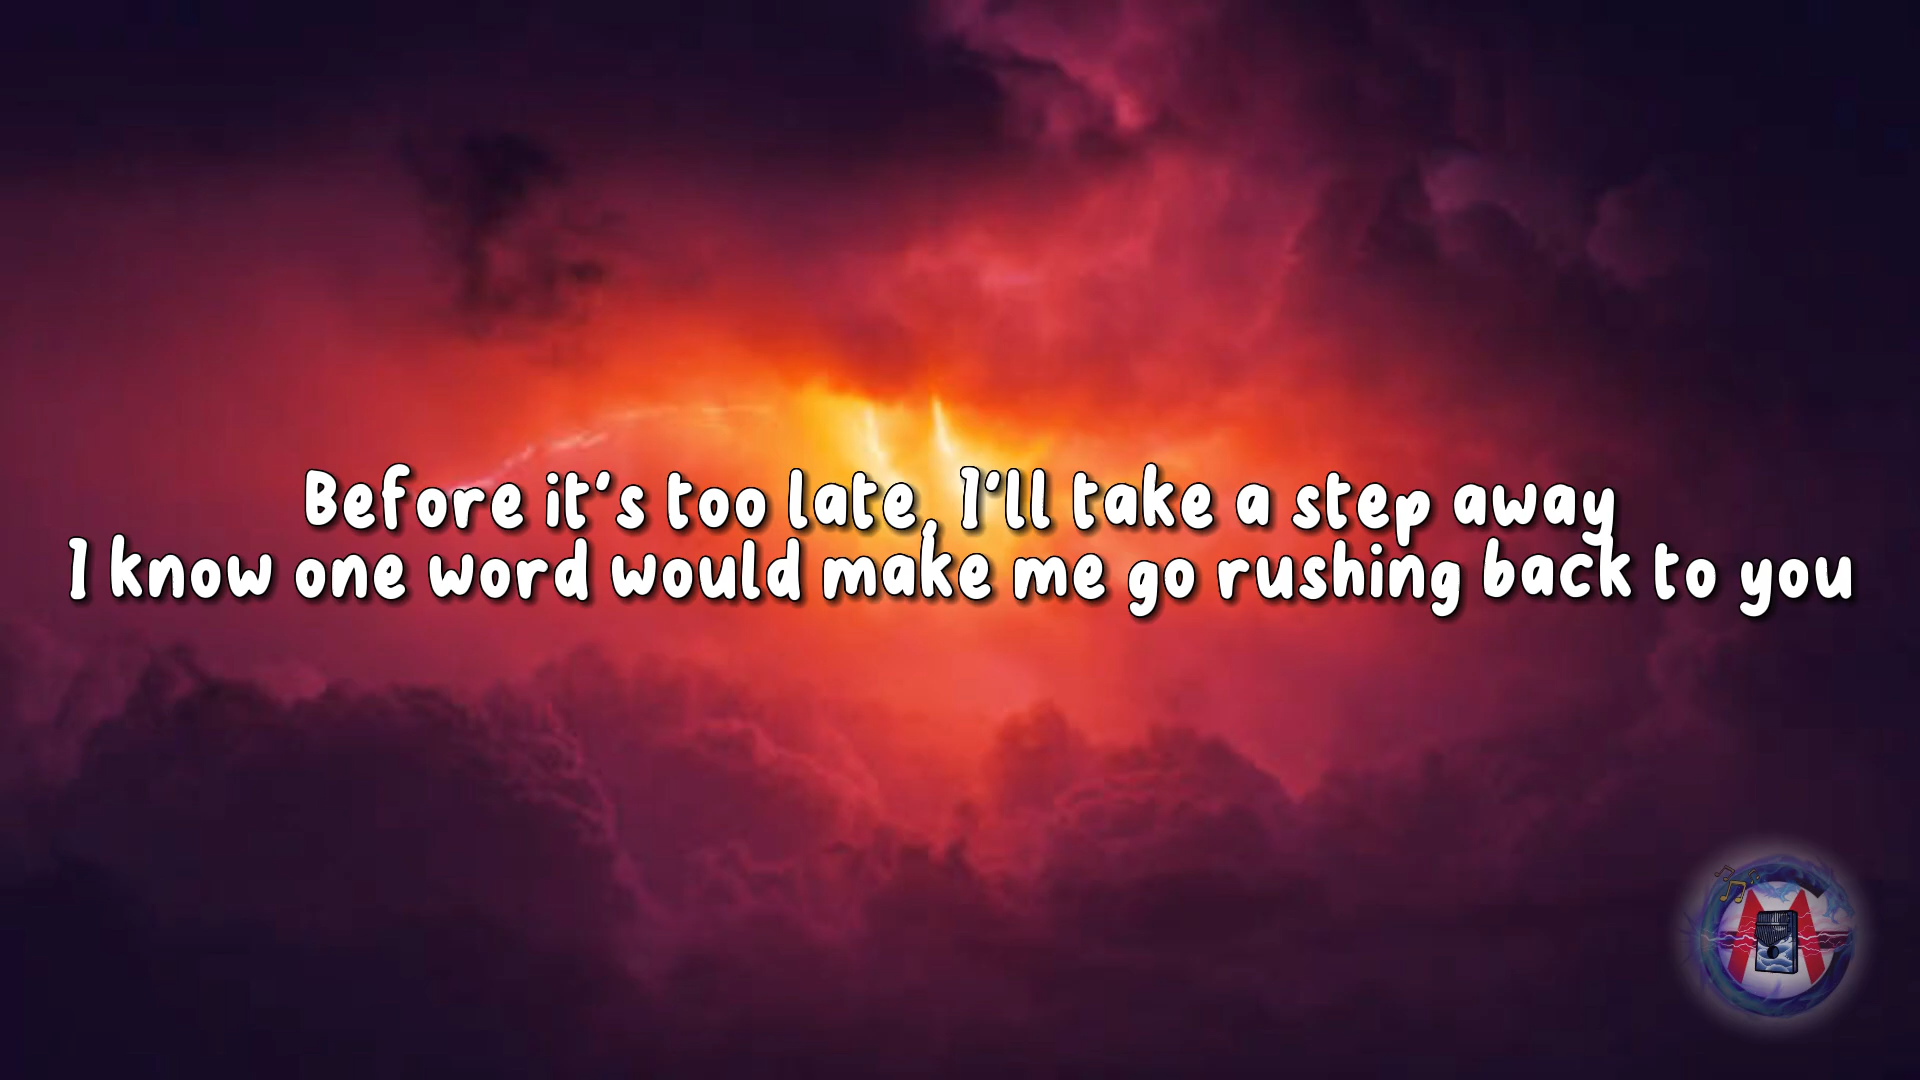 Before it's too late, I'll take a step away
I know one word would make me go rushing back to you